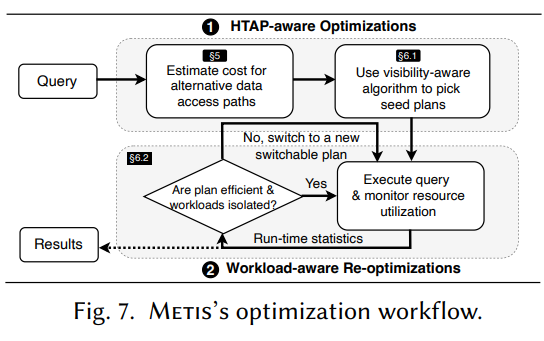 1 HTAP-aware Optimizations
§5
§6.1
Query
Estimate cost for
alternative data
access paths
Use visibility-aware
algorithm to pick
seed plans
No, switch to a new
switchable plan
§6.2
Are plan efficient &
workloads isolated?
Yes
Execute query
& monitor resource
utilization
Results
Run-time statistics
2 Workload-aware Re-optimizations
Fig. 7. METIS's optimization workflow.